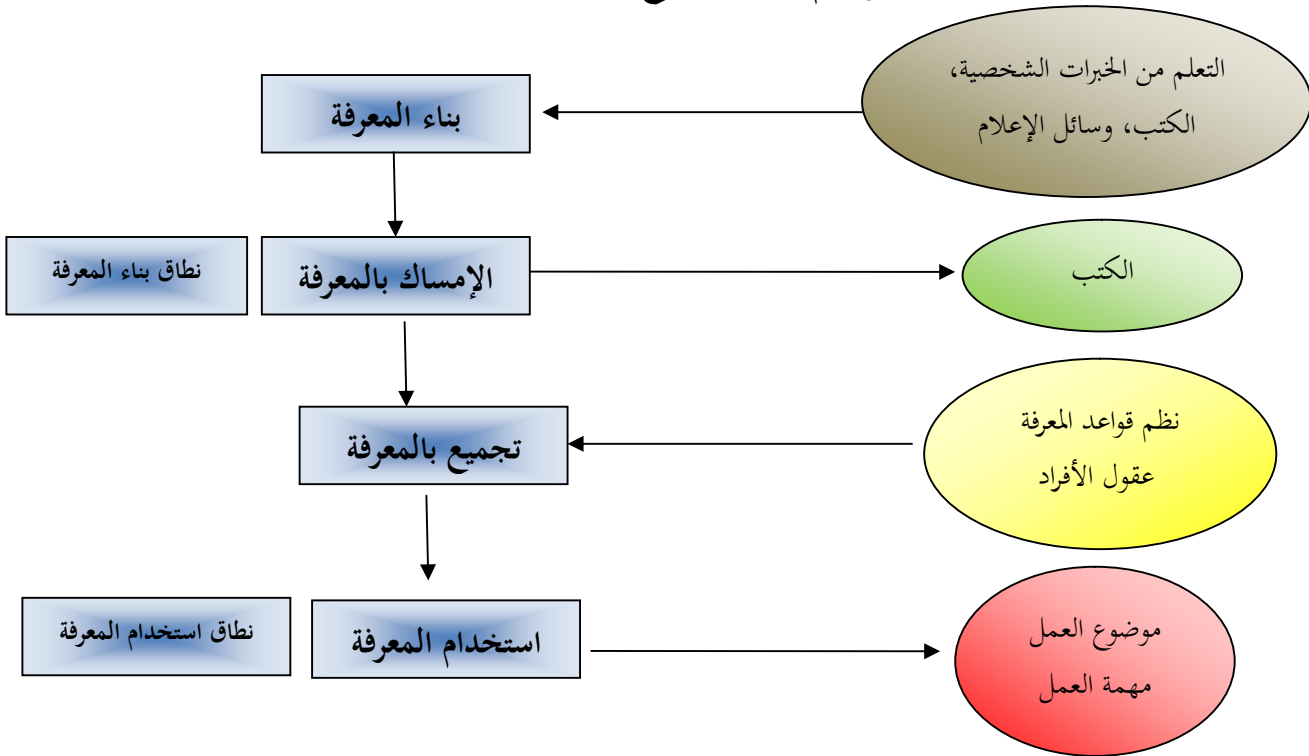 التعلم من الخبرات الشخصية،
الكتب، وسائل الإعلام
بناء المعرفة
الكتب
الإمساك بالمعرفة
نطاق بناء المعرفة
نظم قواعد المعرفة
عقول الأفراد
تجميع بالمعرفة
موضوع العمل
مهمة العمل
استخدام المعرفة
نطاق استخدام المعرفة